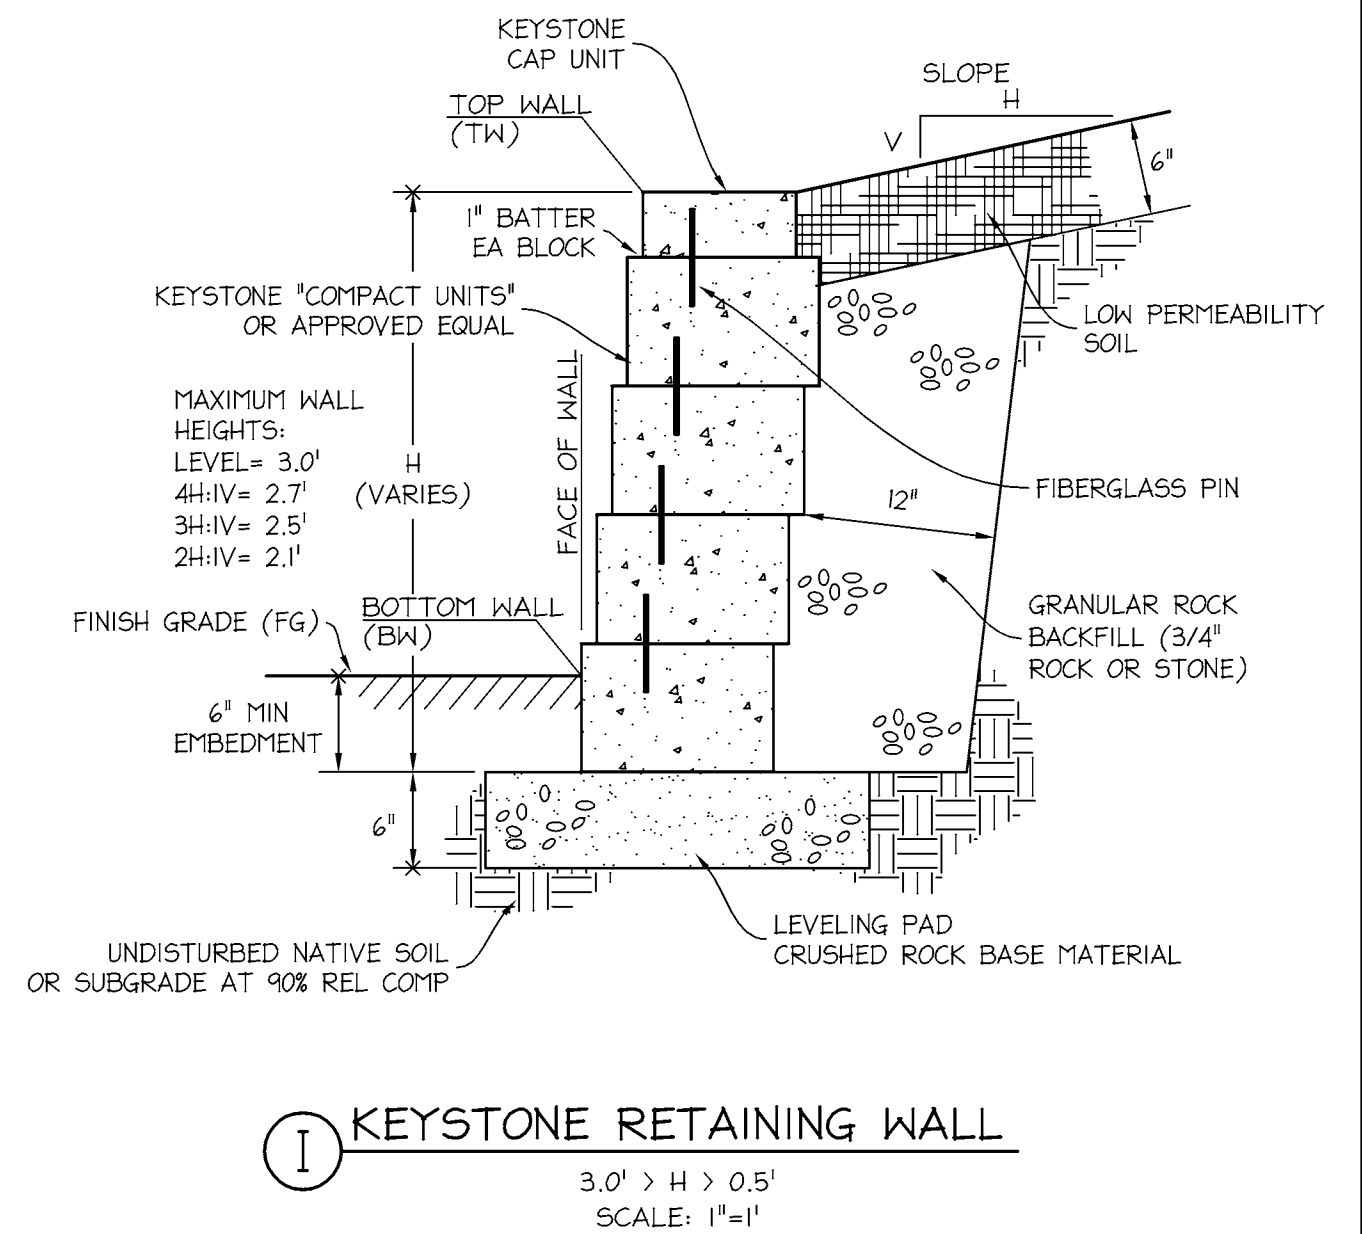 KEYSTONE
CAP UNIT
SLOPE
H
V
TOP WALL
(TW)
6"
1" BATTER
EA BLOCK
KEYSTONE "COMPACT UNITS"
OR APPROVED EQUAL
LOW PERMEABILITY
SOIL
FACE OF WALL
MAXIMUM WALL
HEIGHTS:
LEVEL= 3.0'
4H:1V= 2.7'
3H:1V= 2.5'
2H:1V= 2.1'
H
(VARIES)
FIBERGLASS PIN
12"
BOTTOM WALL
(BW)
FINISH GRADE (FG)
GRANULAR ROCK
BACKFILL (3/4"
ROCK OR STONE)
6" MIN
EMBEDMENT
6"
LEVELING PAD
CRUSHED ROCK BASE MATERIAL
UNDISTURBED NATIVE SOIL
OR SUBGRADE AT 90% REL COMP
1
KEYSTONE RETAINING WALL
3.0' > H > 0.5'
SCALE: 1"=1'